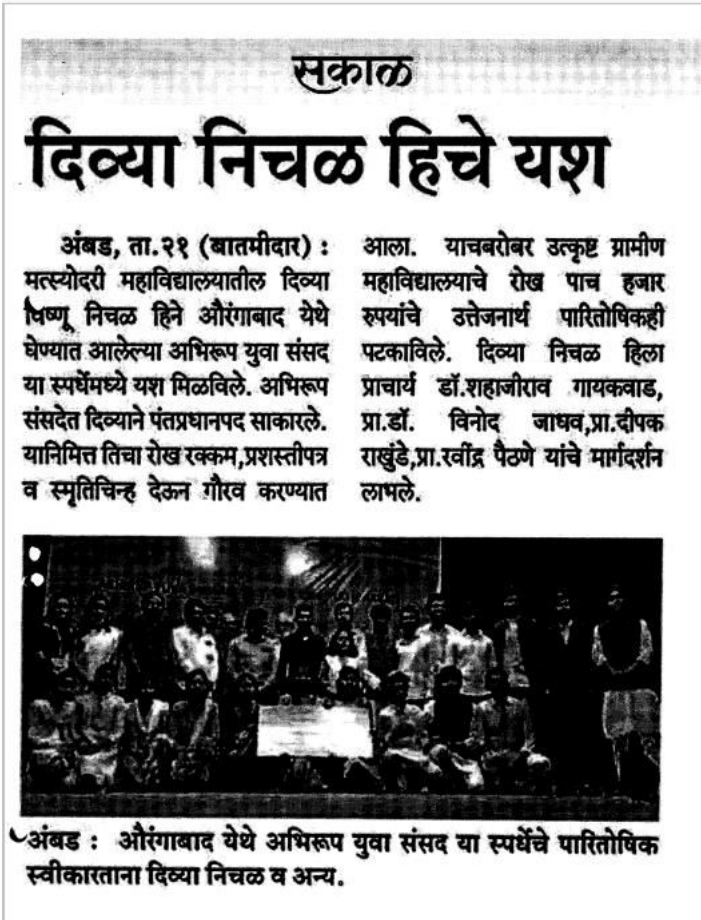 सकाळ
दिव्या निचळ हिचे यश
अंबड, ता.२१ (बातमीदार) :
मत्स्योदरी महाविद्यालयातील दिव्या
विष्णू निचळ हिने औरंगाबाद येथे
घेण्यात आलेल्या अभिरूप युवा संसद
या स्पर्धेमध्ये यश मिळविले. अभिरूप
संसदेत दिव्याने पंतप्रधानपद साकारले.
यानिमित्त तिचा रोख रक्कम,प्रशस्तीपत्र
व स्मृतिचिन्ह देऊन गौरव करण्यात
आला. याचबरोबर उत्कृष्ट ग्रामीण
महाविद्यालयाचे रोख पाच हजार
रुपयांचे उत्तेजनार्थ पारितोषिकही
पटकाविले. दिव्या निचळ हिला
प्राचार्य डॉ.शहाजीराव गायकवाड,
प्रा.डॉ. विनोद जाधव,प्रा.दीपक
राखुंडे,प्रा.रवींद्र पैठणे यांचे मार्गदर्शन
लाभले.
अंबड : औरंगाबाद येथे अभिरूप युवा संसद या स्पर्धेचे पारितोषिक
स्वीकारताना दिव्या निचळ व अन्य.